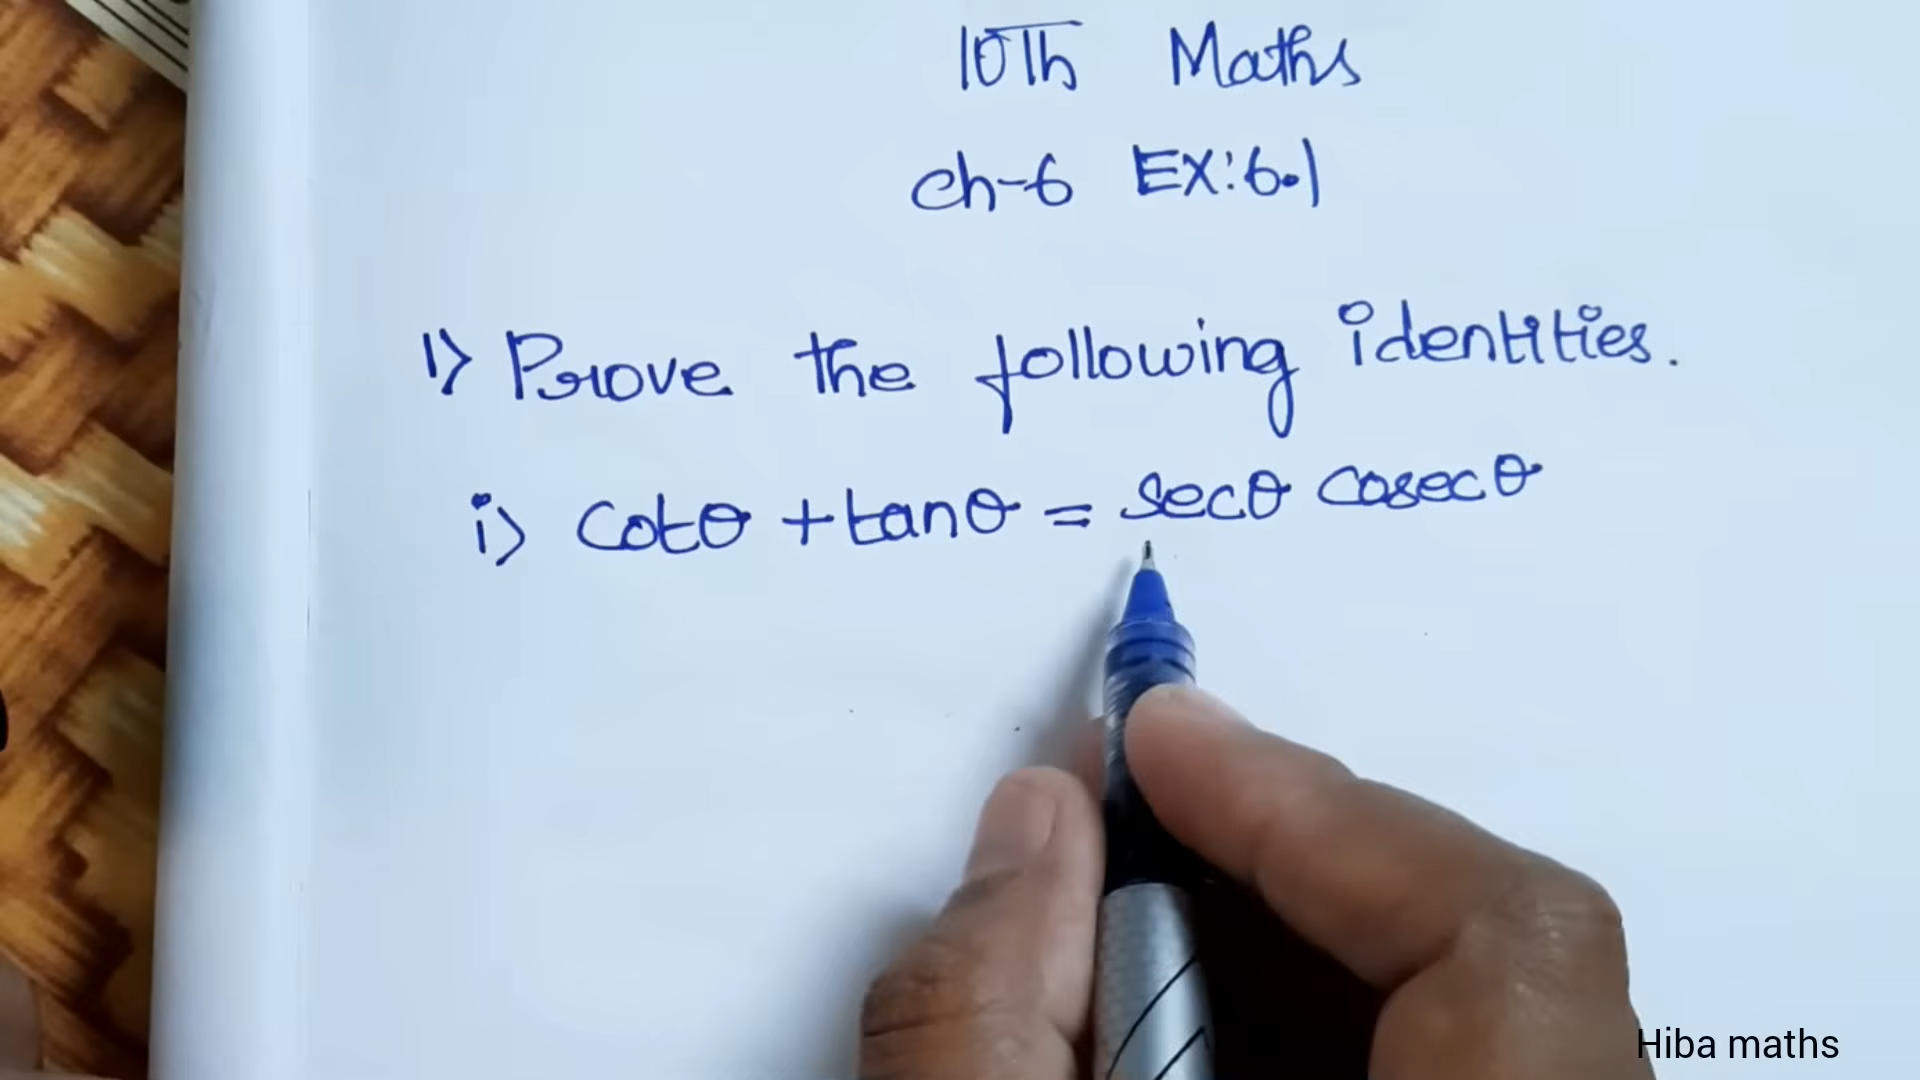 10Th Maths
Ch-6 EX:6.1
1) Prove the following identities.
i) cotθ + tanθ = secθ cosecθ
Hiba maths